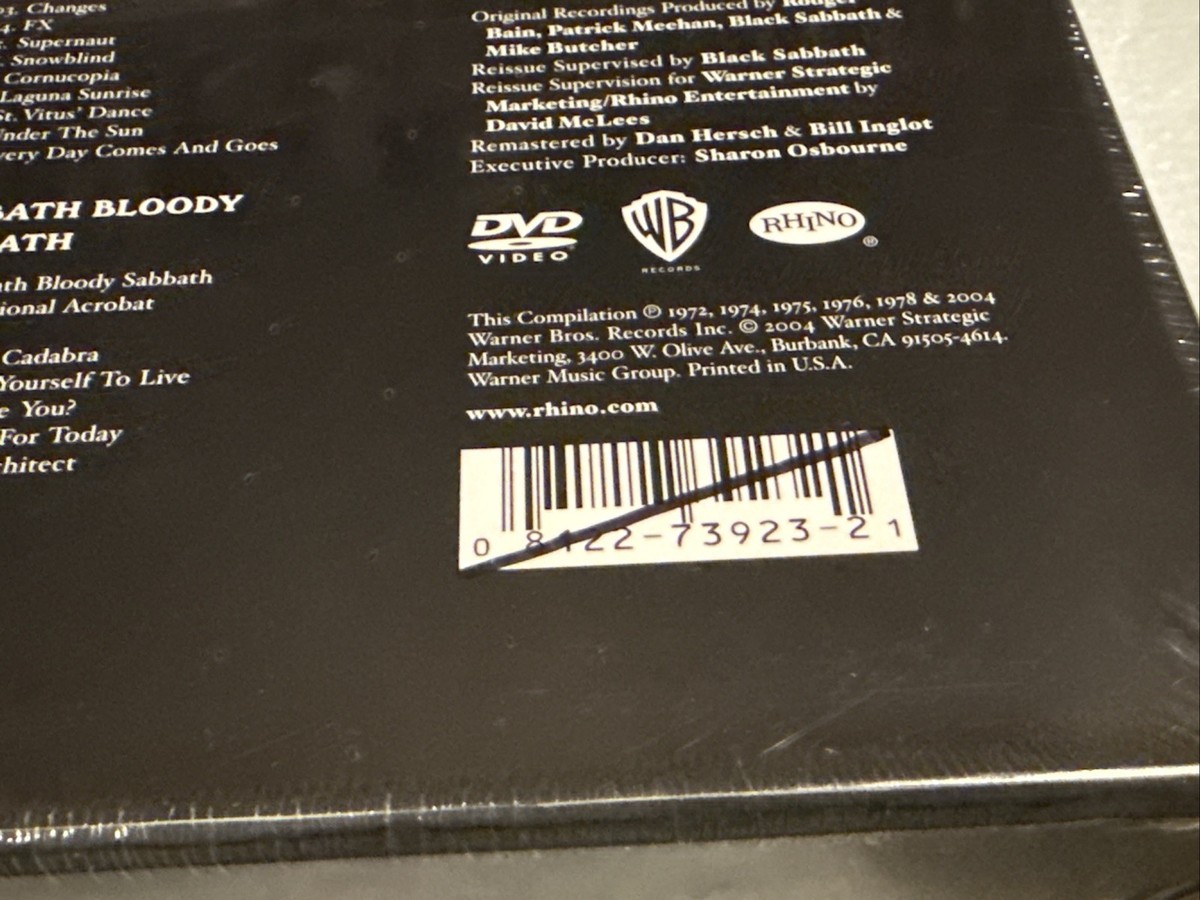 3. Changes
4. FX
Supernaut
Snowblind
Cornucopia
Laguna Sunrise
St. Vitus' Dance
Under The Sun
very Day Comes And Goes
BATH BLOODY
ATH
ath Bloody Sabbath
ional Acrobat
Cadabra
Yourself To Live
e You?
For Today
chitect
Original Recordings Produced by Rodger
Bain, Patrick Meehan, Black Sabbath &
Mike Butcher
Reissue Supervised by Black Sabbath
Reissue Supervision for Warner Strategic
Marketing/Rhino Entertainment by
David McLees
Remastered by Dan Hersch & Bill Inglot
Executive Producer: Sharon Osbourne
DVD VIDEO
WB RECORDS
RHINO ®
This Compilation ℗ 1972, 1974, 1975, 1976, 1978 & 2004
Warner Bros. Records Inc. © 2004 Warner Strategic
Marketing, 3400 W. Olive Ave., Burbank, CA 91505-4614.
Warner Music Group. Printed in U.S.A.
www.rhino.com
0 8122-73923-2 1